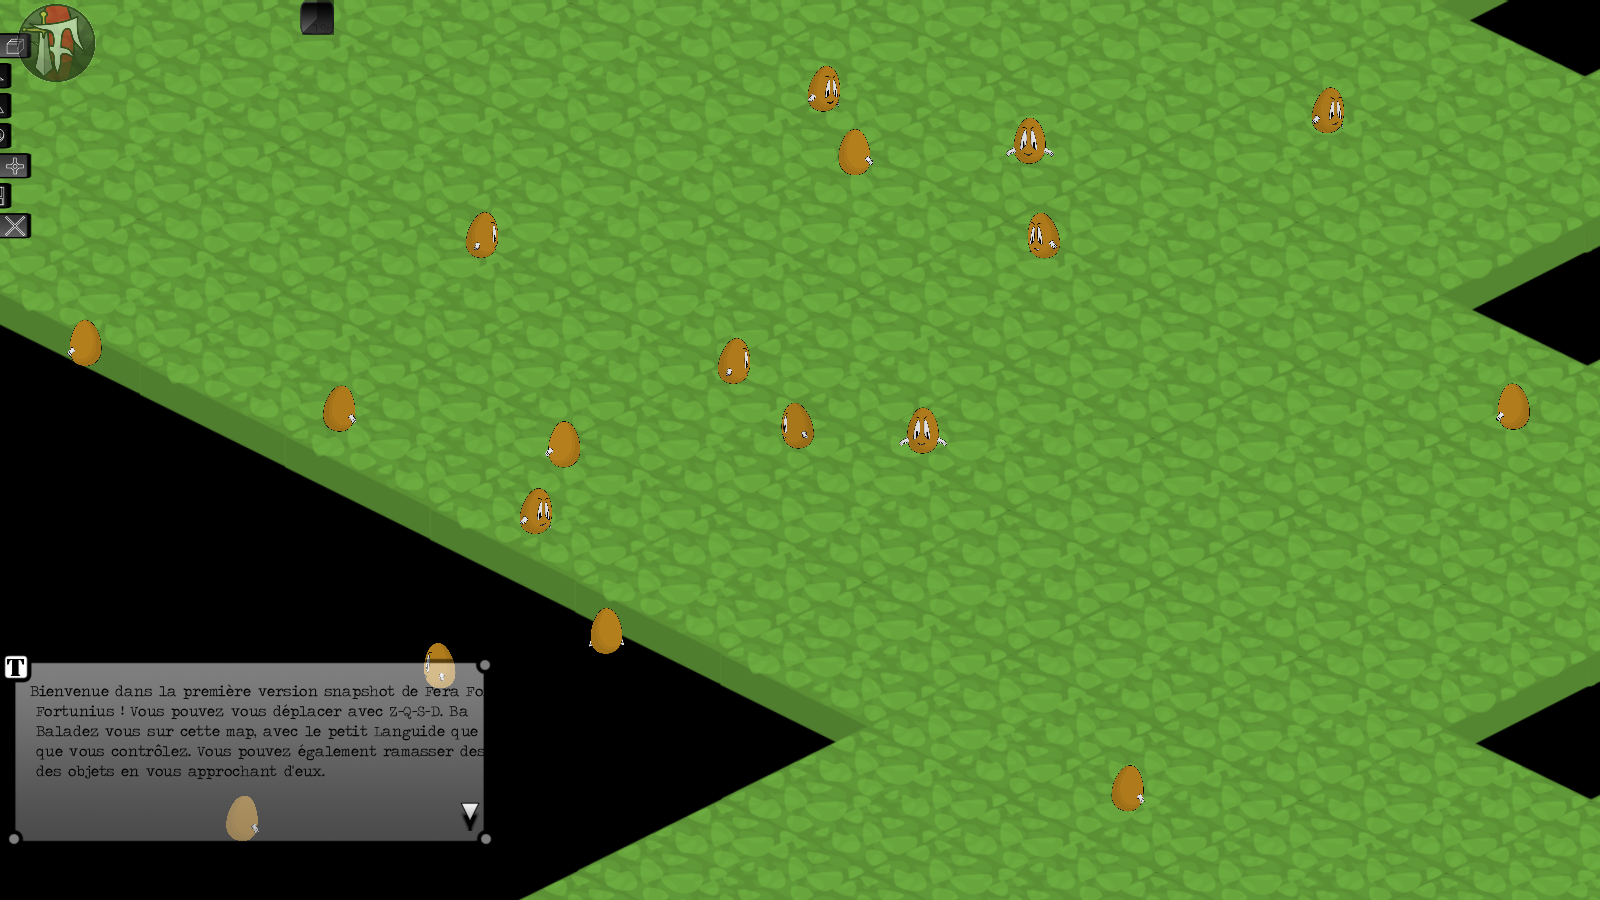 F
T
Bienvenue dans la première version snapshot de Fera Fo
Fortunius ! Vous pouvez vous déplacer avec Z-Q-S-D. Ba
Baladez vous sur cette map, avec le petit Languide que
que vous contrôlez. Vous pouvez également ramasser des
des objets en vous approchant d'eux.